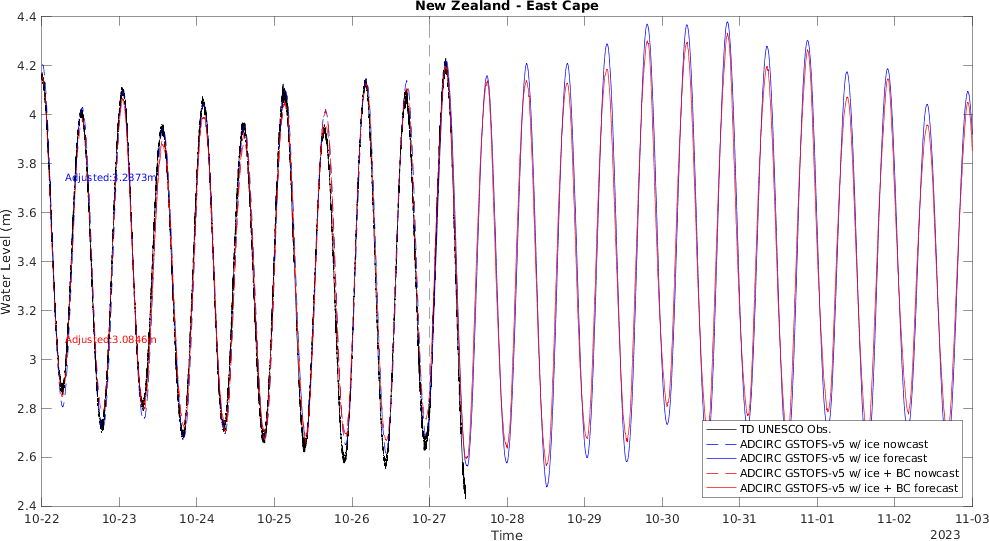 New Zealand - East Cape
4.4
4.2
4
3.8
3.6
3.4
3.2
3
2.8
2.6
2.4
Water Level (m)
Adjusted:3.2373m
Adjusted:3.0846m
TD UNESCO Obs.
ADCIRC GSTOFS-v5 w/ ice nowcast
ADCIRC GSTOFS-v5 w/ ice forecast
ADCIRC GSTOFS-v5 w/ ice + BC nowcast
ADCIRC GSTOFS-v5 w/ ice + BC forecast
10-22 10-23 10-24 10-25 10-26 10-27 10-28 10-29 10-30 10-31 11-01 11-02 11-03
Time
2023